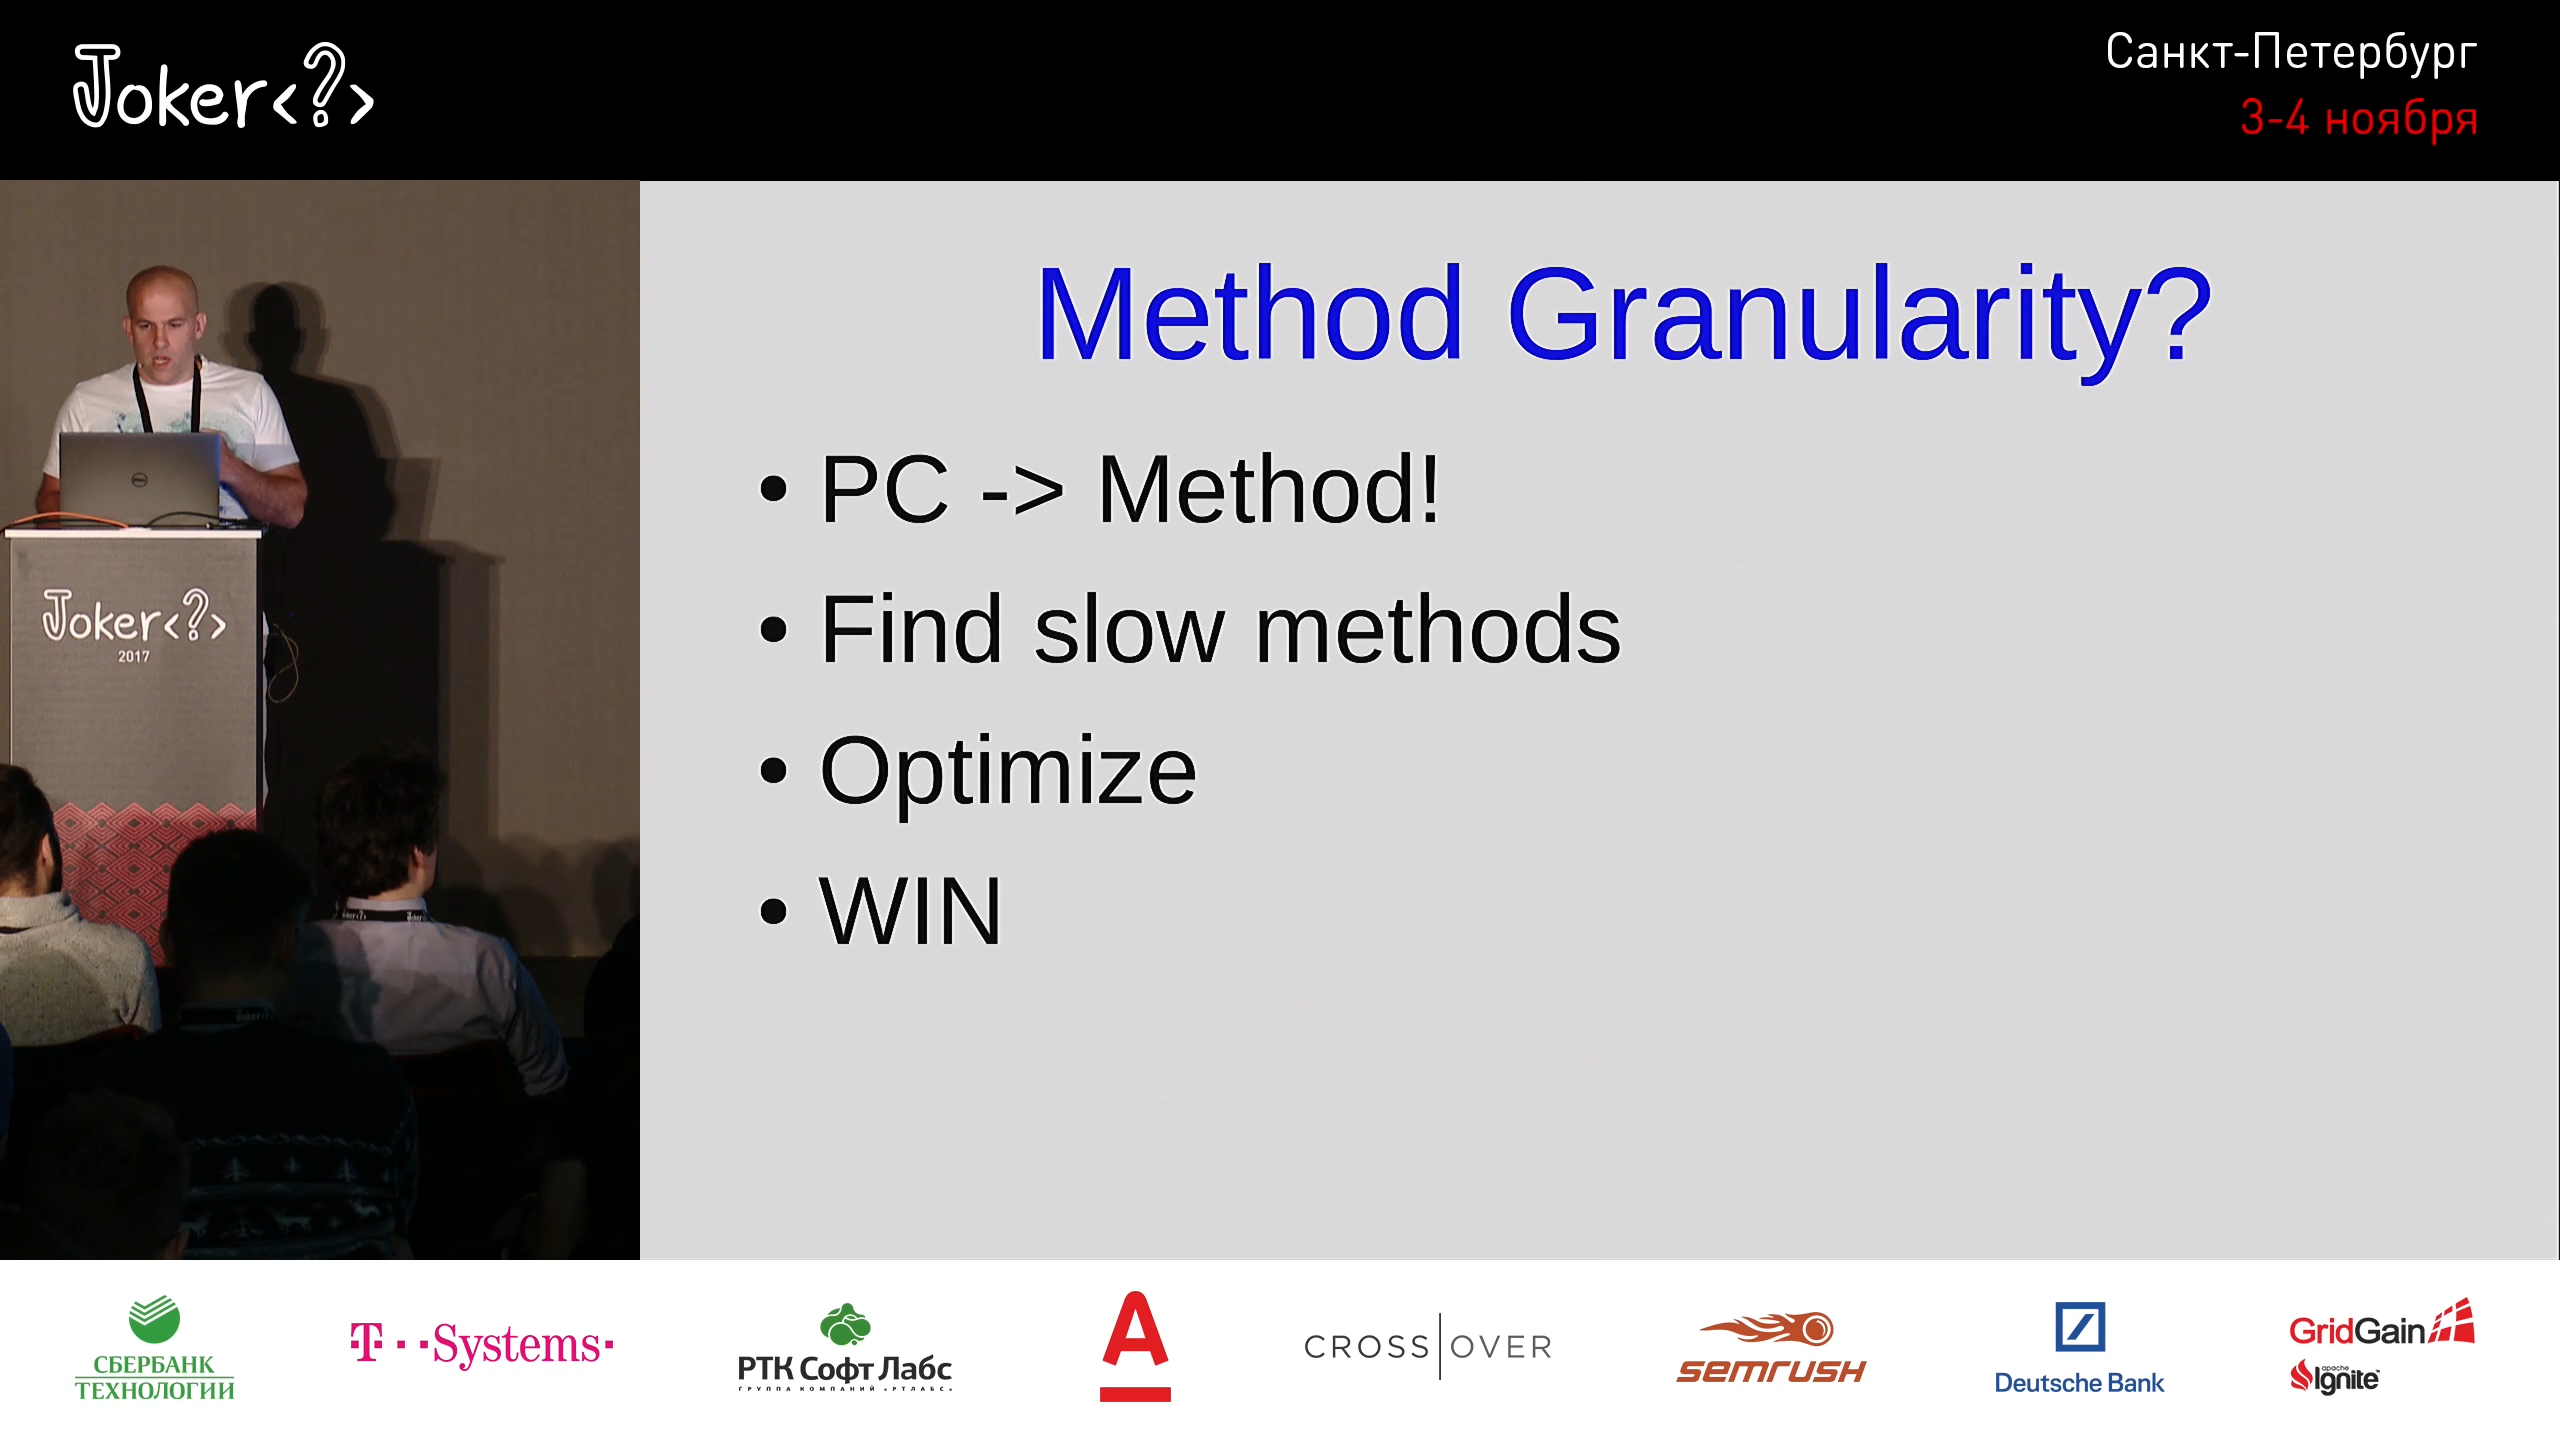 Joker<?>
Санкт-Петербург
3-4 ноября
Method Granularity?
• PC -> Method!
• Find slow methods
• Optimize
• WIN
DELL
Joker<?>
2017
СБЕРБАНК
ТЕХНОЛОГИИ
T··Systems·
РТК Софт Лабс
ГРУППА КОМПАНИЙ «РТЛАБС»
А
CROSS|OVER
semrush
Deutsche Bank
GridGain
apache
Ignite